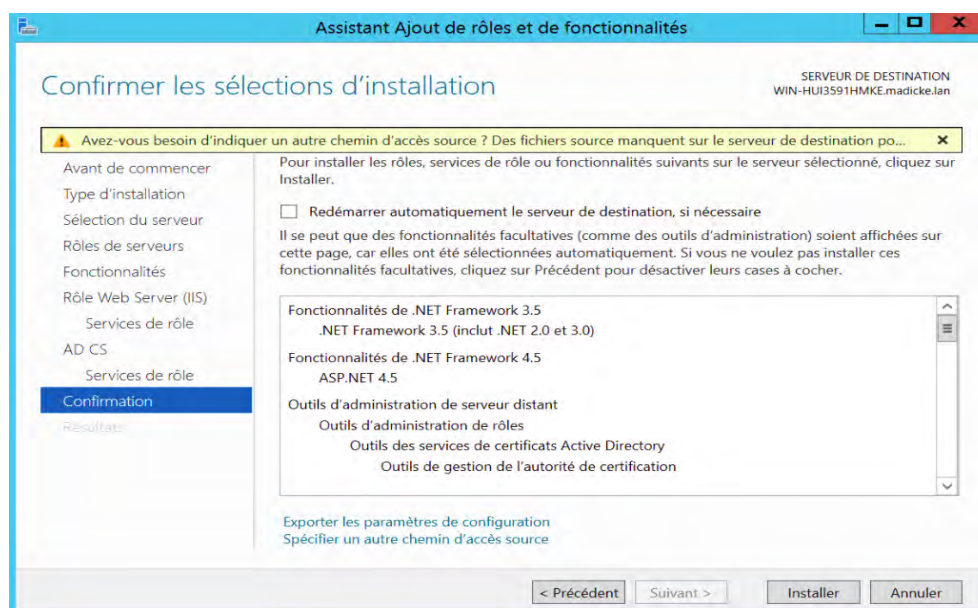 Assistant Ajout de rôles et de fonctionnalités
Confirmer les sélections d'installation
SERVEUR DE DESTINATION
WIN-HUI3591HMKE.madicke.lan
Avez-vous besoin d'indiquer un autre chemin d'accès source ? Des fichiers source manquent sur le serveur de destination po...
Avant de commencer
Type d'installation
Sélection du serveur
Rôles de serveurs
Fonctionnalités
Rôle Web Server (IIS)
Services de rôle
AD CS
Services de rôle
Confirmation
Résultats
Pour installer les rôles, services de rôle ou fonctionnalités suivants sur le serveur sélectionné, cliquez sur
Installer.
Redémarrer automatiquement le serveur de destination, si nécessaire
Il se peut que des fonctionnalités facultatives (comme des outils d'administration) soient affichées sur
cette page, car elles ont été sélectionnées automatiquement. Si vous ne voulez pas installer ces
fonctionnalités facultatives, cliquez sur Précédent pour désactiver leurs cases à cocher.
Fonctionnalités de .NET Framework 3.5
.NET Framework 3.5 (inclut .NET 2.0 et 3.0)
Fonctionnalités de .NET Framework 4.5
ASP.NET 4.5
Outils d'administration de serveur distant
Outils d'administration de rôles
Outils des services de certificats Active Directory
Outils de gestion de l'autorité de certification
Exporter les paramètres de configuration
Spécifier un autre chemin d'accès source
< Précédent
Suivant >
Installer
Annuler